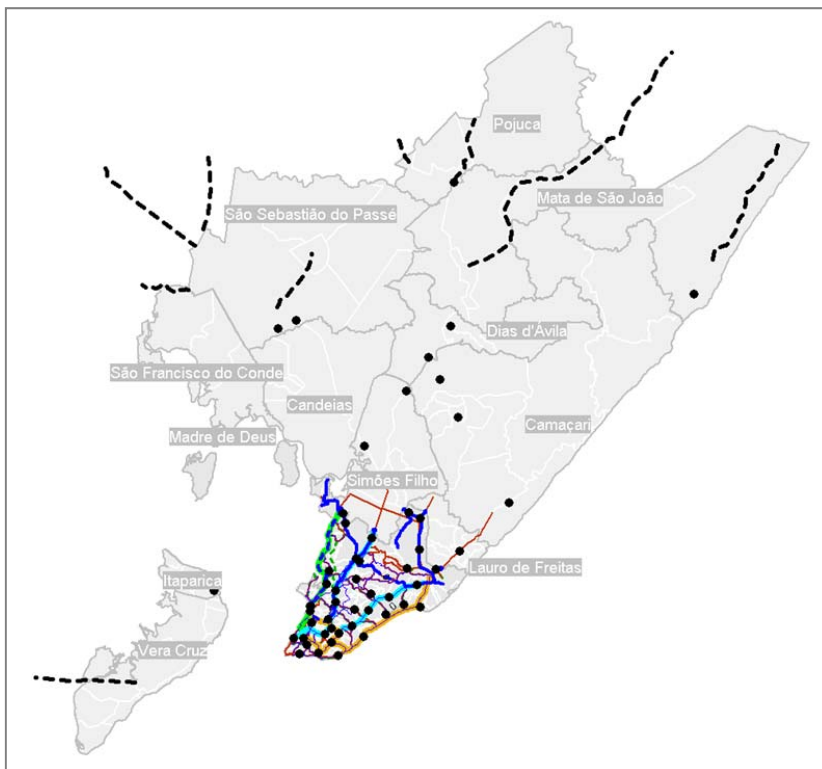 Pojuca
Mata de São João
São Sebastião do Passé
Dias d'Ávila
São Francisco do Conde
Candeias
Camaçari
Madre de Deus
Simões Filho
Lauro de Freitas
Itaparica
Vera Cruz